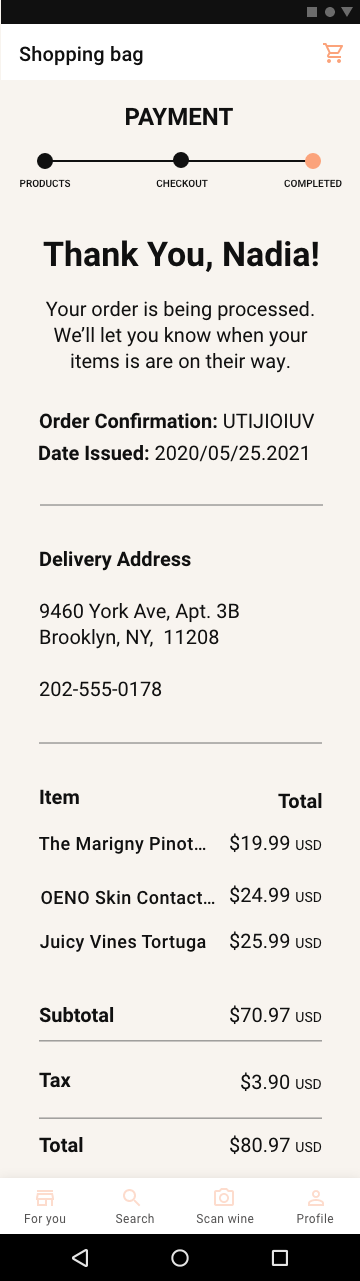 Shopping bag
PAYMENT
PRODUCTS CHECKOUT COMPLETED
Thank You, Nadia!
Your order is being processed.
We’ll let you know when your
items is are on their way.
Order Confirmation: UTIJIOIUV
Date Issued: 2020/05/25.2021
Delivery Address
9460 York Ave, Apt. 3B
Brooklyn, NY,  11208
202-555-0178
Item Total
The Marigny Pinot... $19.99 USD
OENO Skin Contact... $24.99 USD
Juicy Vines Tortuga $25.99 USD
Subtotal $70.97 USD
Tax $3.90 USD
Total $80.97 USD
For you Search Scan wine Profile